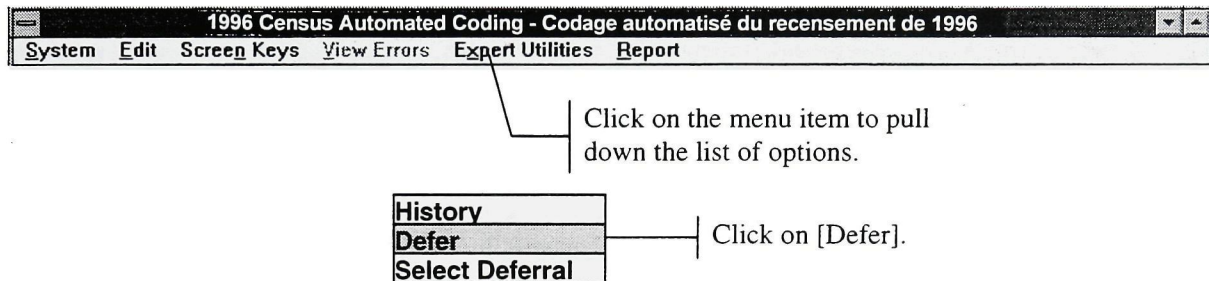 1996 Census Automated Coding - Codage automatisé du recensement de 1996
System Edit Screen Keys View Errors Expert Utilities Report
Click on the menu item to pull
down the list of options.
History
Defer
Click on [Defer].
Select Deferral